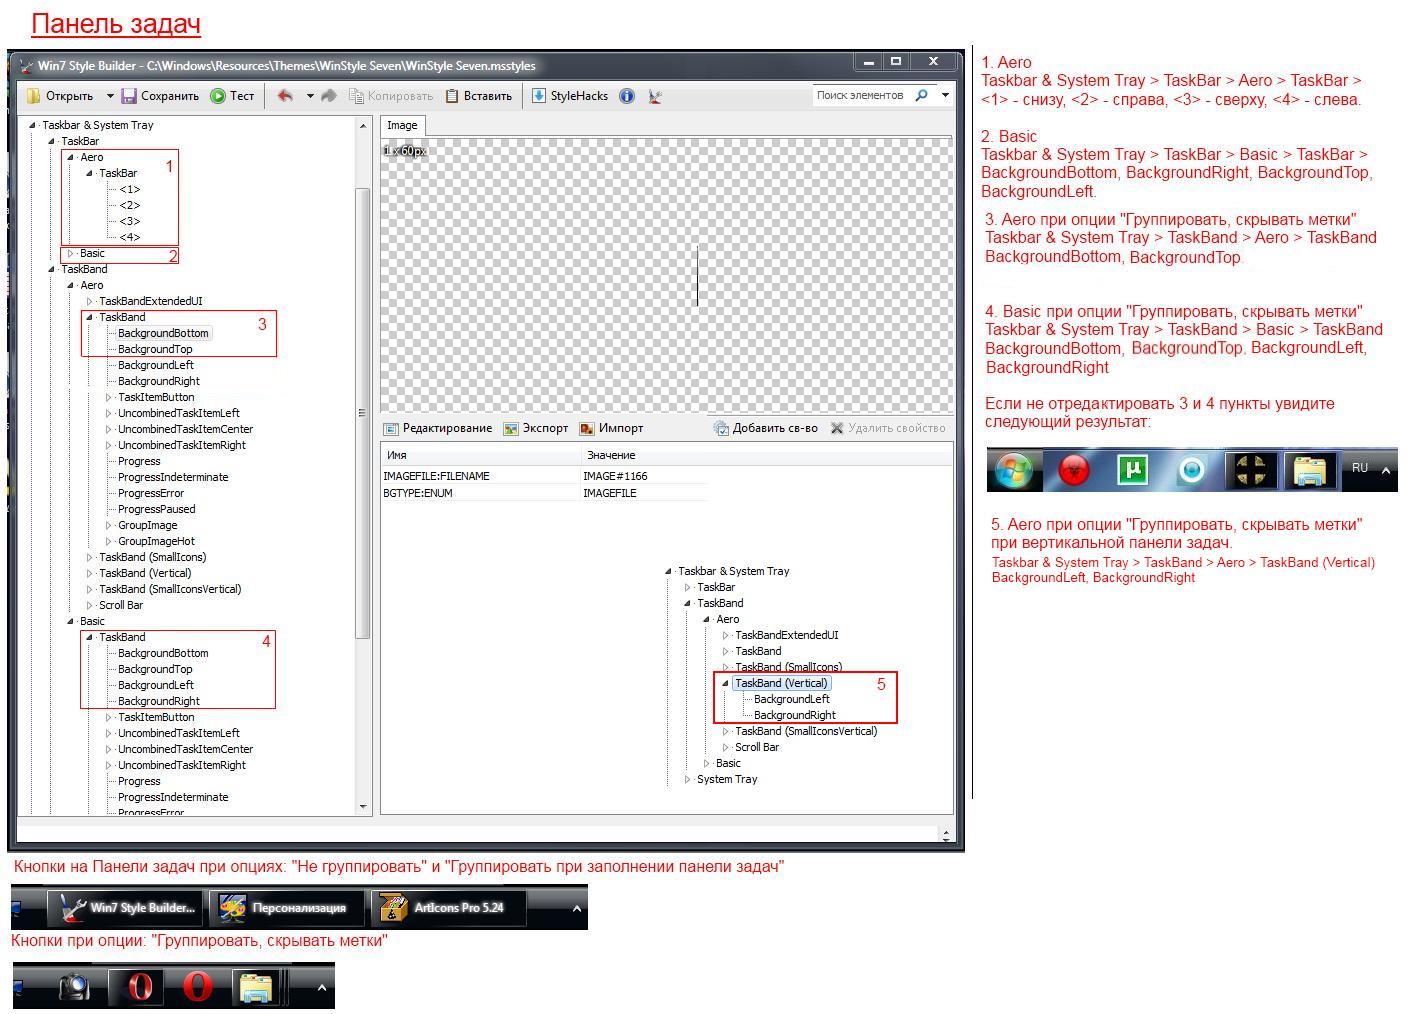 Панель задач
Win7 Style Builder - C:\Windows\Resources\Themes\WinStyle Seven\WinStyle Seven.msstyles
Открыть Сохранить Тест Копировать Вставить StyleHacks Поиск элементов
Taskbar & System Tray
TaskBar
Aero
1
TaskBar
<1>
<2>
<3>
<4>
Basic
2
TaskBand
Aero
TaskBandExtendedUI
TaskBand
3
BackgroundBottom
BackgroundTop
BackgroundLeft
BackgroundRight
TaskItemButton
UncombinedTaskItemLeft
UncombinedTaskItemCenter
UncombinedTaskItemRight
Progress
ProgressIndeterminate
ProgressError
ProgressPaused
GroupImage
GroupImageHot
TaskBand (SmallIcons)
TaskBand (Vertical)
TaskBand (SmallIconsVertical)
Scroll Bar
Basic
TaskBand
4
BackgroundBottom
BackgroundTop
BackgroundLeft
BackgroundRight
TaskItemButton
UncombinedTaskItemLeft
UncombinedTaskItemCenter
UncombinedTaskItemRight
Progress
ProgressIndeterminate
ProgressError
Image
1 x 60px
Редактирование Экспорт Импорт Добавить св-во Удалить свойство
Имя Значение
IMAGEFILE:FILENAME IMAGE#1166
BGTYPE:ENUM IMAGEFILE
Taskbar & System Tray
TaskBar
TaskBand
Aero
TaskBandExtendedUI
TaskBand
TaskBand (SmallIcons)
TaskBand (Vertical)
5
BackgroundLeft
BackgroundRight
TaskBand (SmallIconsVertical)
Scroll Bar
Basic
System Tray
1. Aero
Taskbar & System Tray > TaskBar > Aero > TaskBar >
<1> - снизу, <2> - справа, <3> - сверху, <4> - слева.
2. Basic
Taskbar & System Tray > TaskBar > Basic > TaskBar >
BackgroundBottom, BackgroundRight, BackgroundTop,
BackgroundLeft.
3. Aero при опции "Группировать, скрывать метки"
Taskbar & System Tray > TaskBand > Aero > TaskBand
BackgroundBottom, BackgroundTop
4. Basic при опции "Группировать, скрывать метки"
Taskbar & System Tray > TaskBand > Basic > TaskBand
BackgroundBottom, BackgroundTop, BackgroundLeft,
BackgroundRight
Если не отредактировать 3 и 4 пункты увидите
следующий результат:
µ RU
5. Aero при опции "Группировать, скрывать метки"
при вертикальной панели задач.
Taskbar & System Tray > TaskBand > Aero > TaskBand (Vertical)
BackgroundLeft, BackgroundRight
Кнопки на Панели задач при опциях: "Не группировать" и "Группировать при заполнении панели задач"
Win7 Style Builder... Персонализация ArtIcons Pro 5.24
Кнопки при опции: "Группировать, скрывать метки"